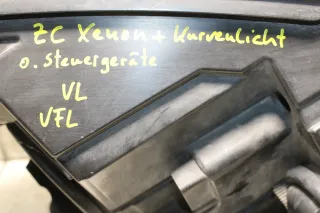 ZC Xenon + Kurvenlicht
o. Steuergeräte
VL
VFL